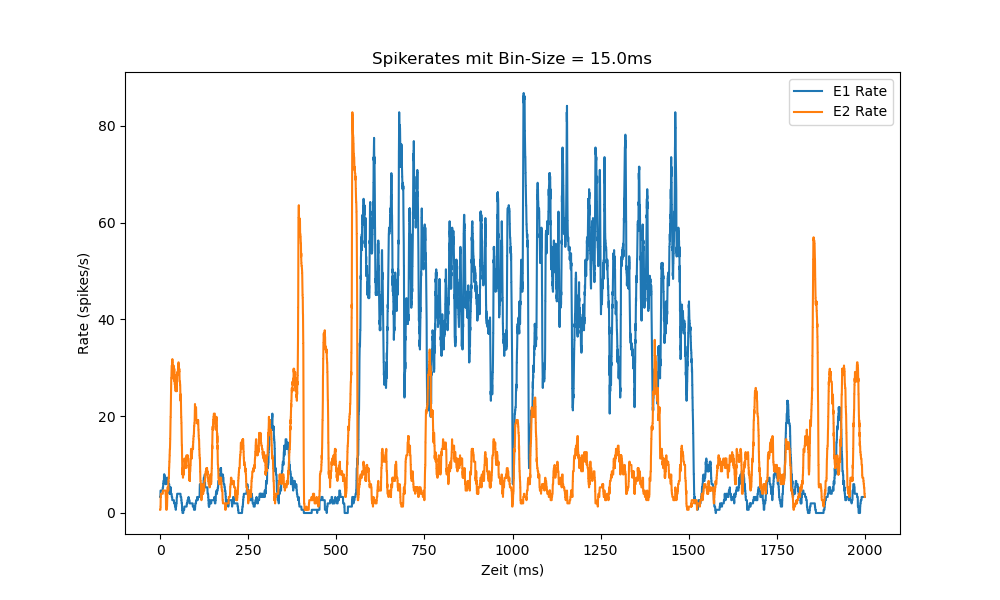 Spikerates mit Bin-Size = 15.0ms
E1 Rate
E2 Rate
Rate (spikes/s)
80
60
40
20
0
0 250 500 750 1000 1250 1500 1750 2000
Zeit (ms)